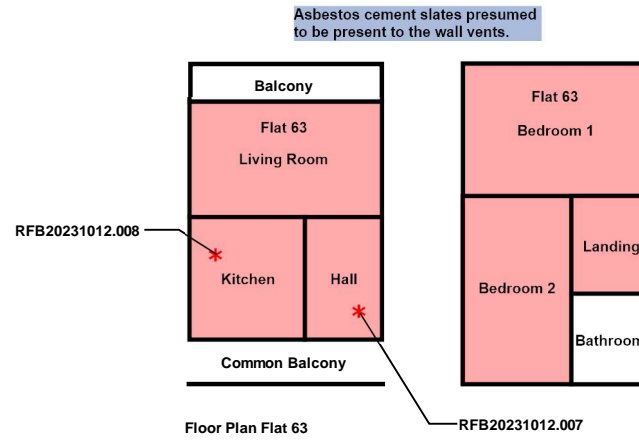 Asbestos cement slates presumed
to be present to the wall vents.
Balcony
Flat 63
Living Room
Flat 63
Bedroom 1
RFB20231012.008
Kitchen
Hall
Landing
Bedroom 2
Bathroom
Common Balcony
Floor Plan Flat 63
RFB20231012.007